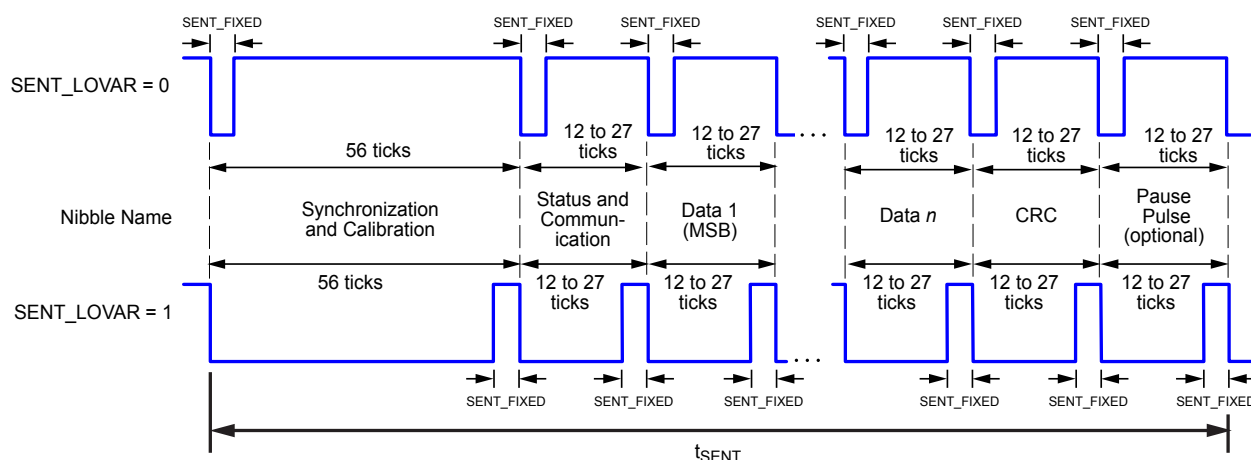 SENT_FIXED SENT_FIXED SENT_FIXED SENT_FIXED SENT_FIXED SENT_FIXED
SENT_LOVAR = 0
56 ticks
12 to 27
ticks
12 to 27
ticks
12 to 27
ticks
12 to 27
ticks
12 to 27
ticks
Nibble Name
Synchronization
and Calibration
Status and
Commun-
ication
Data 1
(MSB)
Data n
CRC
Pause
Pulse
(optional)
56 ticks
12 to 27
ticks
12 to 27
ticks
12 to 27
ticks
12 to 27
ticks
12 to 27
ticks
SENT_LOVAR = 1
. . .
. . .
SENT_FIXED SENT_FIXED SENT_FIXED SENT_FIXED SENT_FIXED SENT_FIXED
tSENT